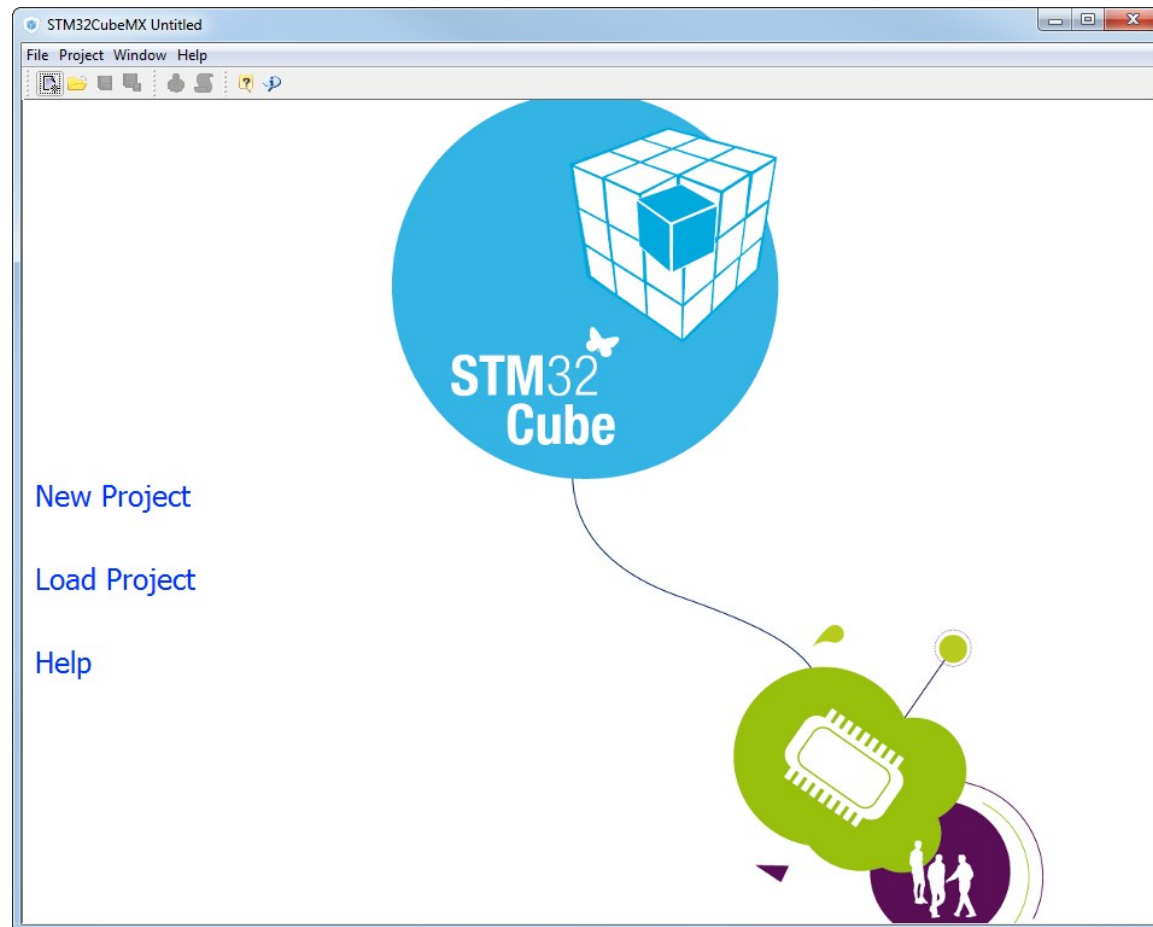 STM32CubeMX Untitled
File Project Window Help
STM32
Cube
New Project
Load Project
Help